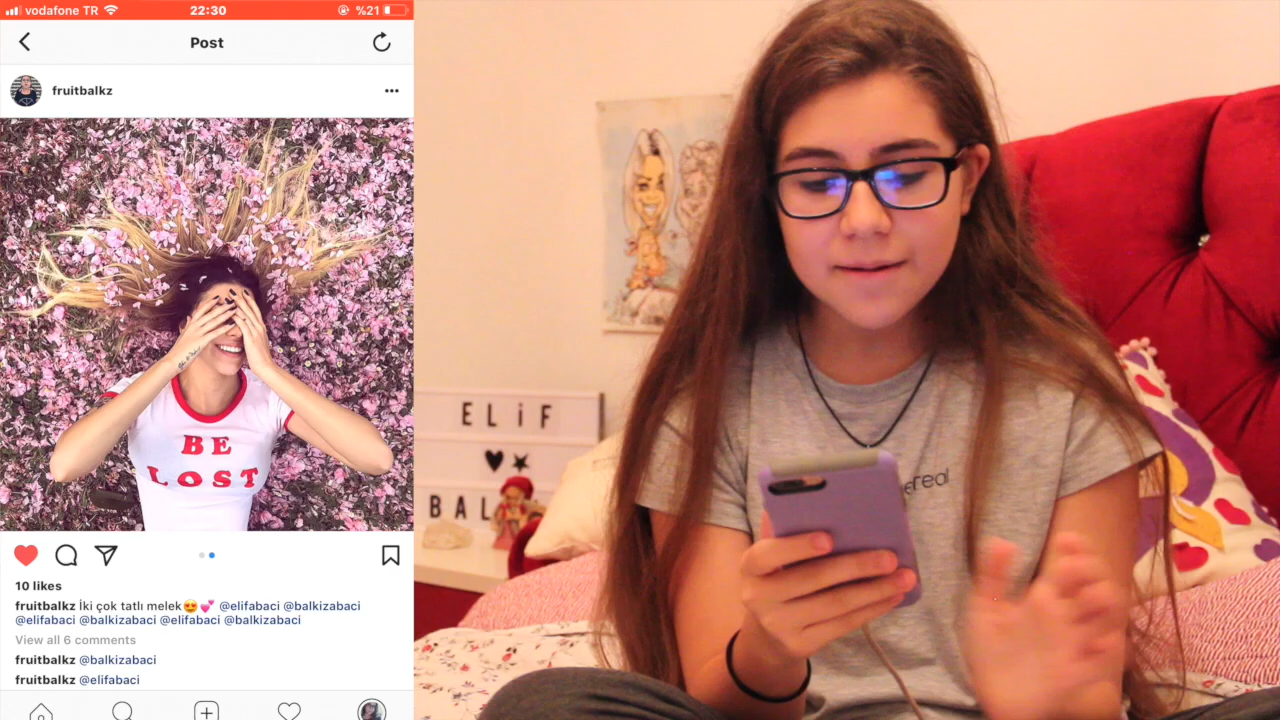 vodafone TR
22:30
%21
Post
fruitbalkz
BE
LOST
10 likes
fruitbalkz İki çok tatlı melek😍💕 @elifabaci @balkizabaci
@elifabaci @balkizabaci @elifabaci @balkizabaci
View all 6 comments
fruitbalkz @balkizabaci
fruitbalkz @elifabaci
ELiF
BAL